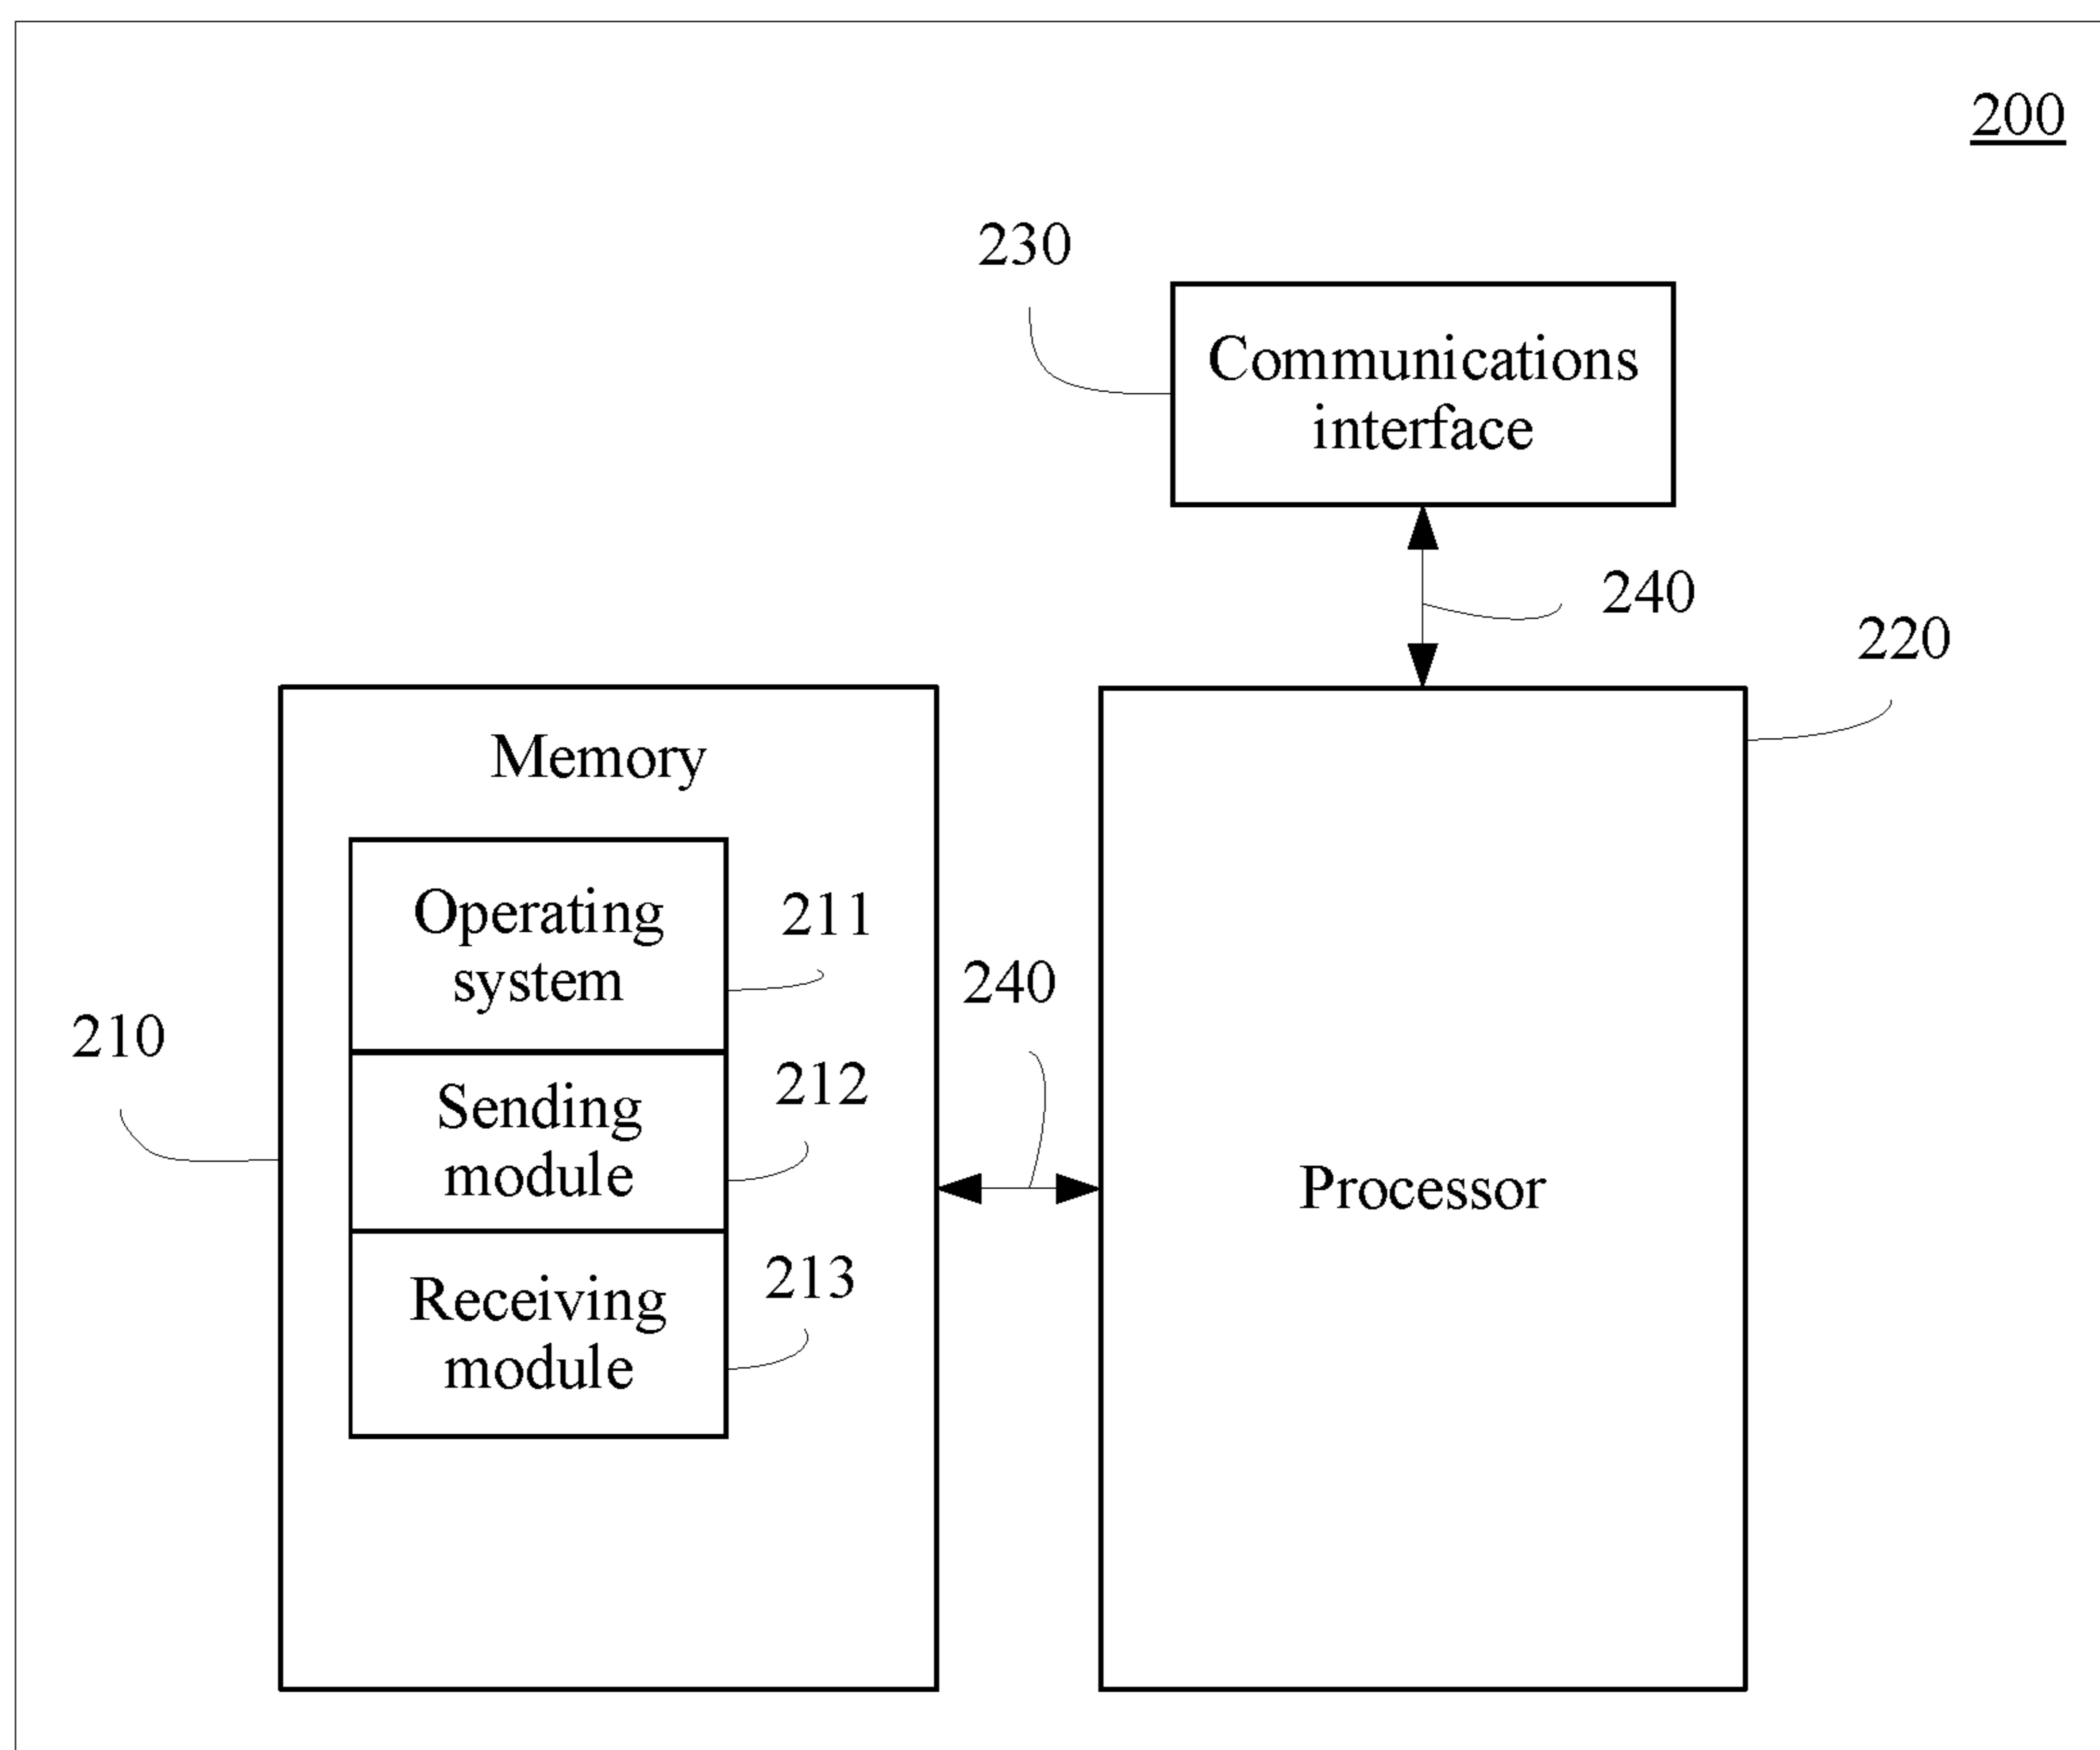 200
230
Communications
interface
240
220
Memory
Operating
system
211
240
210
Sending
module
212
Processor
Receiving
module
213